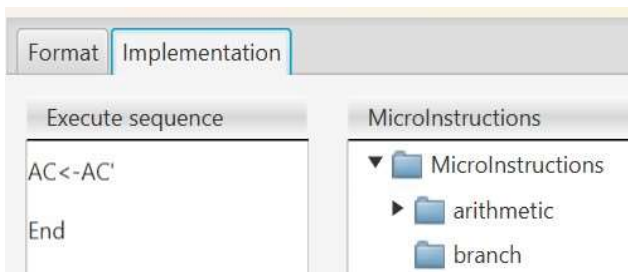 Format Implementation
Execute sequence
AC<-AC'
End
MicroInstructions
MicroInstructions
arithmetic
branch